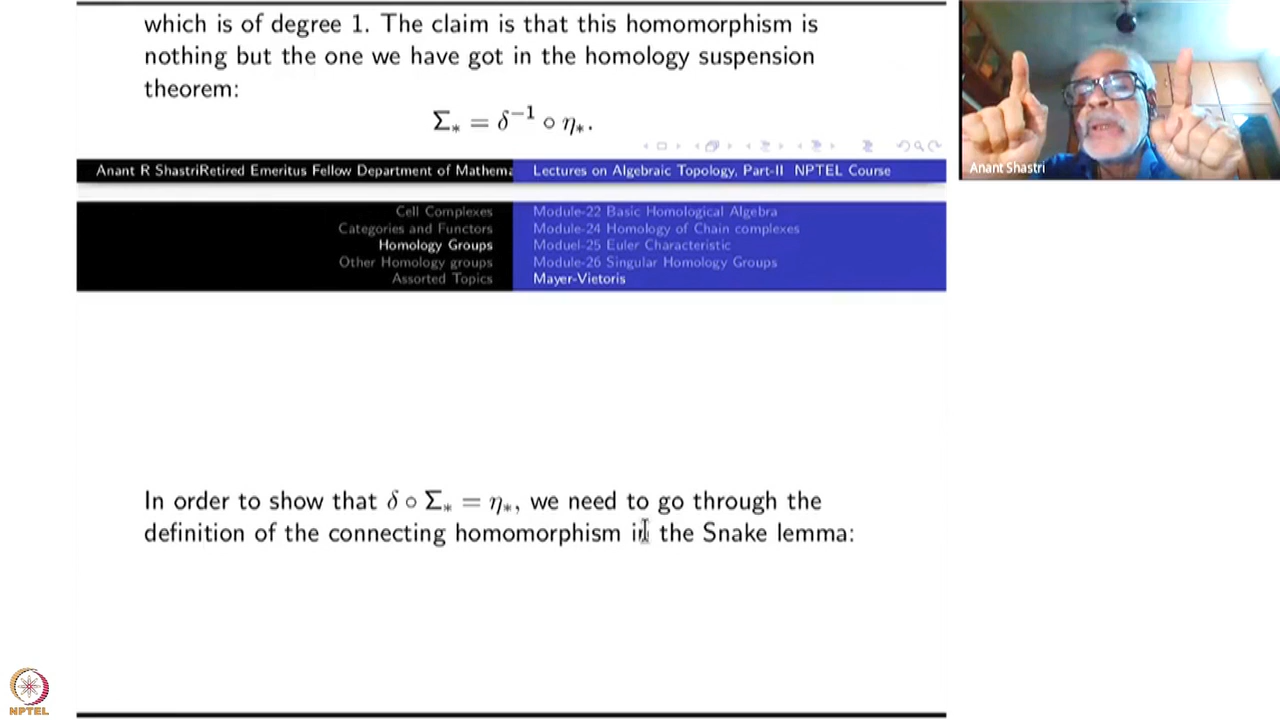 which is of degree 1. The claim is that this homomorphism is
nothing but the one we have got in the homology suspension
theorem:
Σ∗ = δ⁻¹ ∘ η∗.
Anant R ShastriRetired Emeritus Fellow Department of Mathema
Lectures on Algebraic Topology, Part-II NPTEL Course
Cell Complexes
Categories and Functors
Homology Groups
Other Homology groups
Assorted Topics
Module-22 Basic Homological Algebra
Module-24 Homology of Chain complexes
Moduel-25 Euler Characteristic
Module-26 Singular Homology Groups
Mayer-Vietoris
In order to show that δ ∘ Σ∗ = η∗, we need to go through the
definition of the connecting homomorphism in the Snake lemma:
Anant Shastri
NPTEL